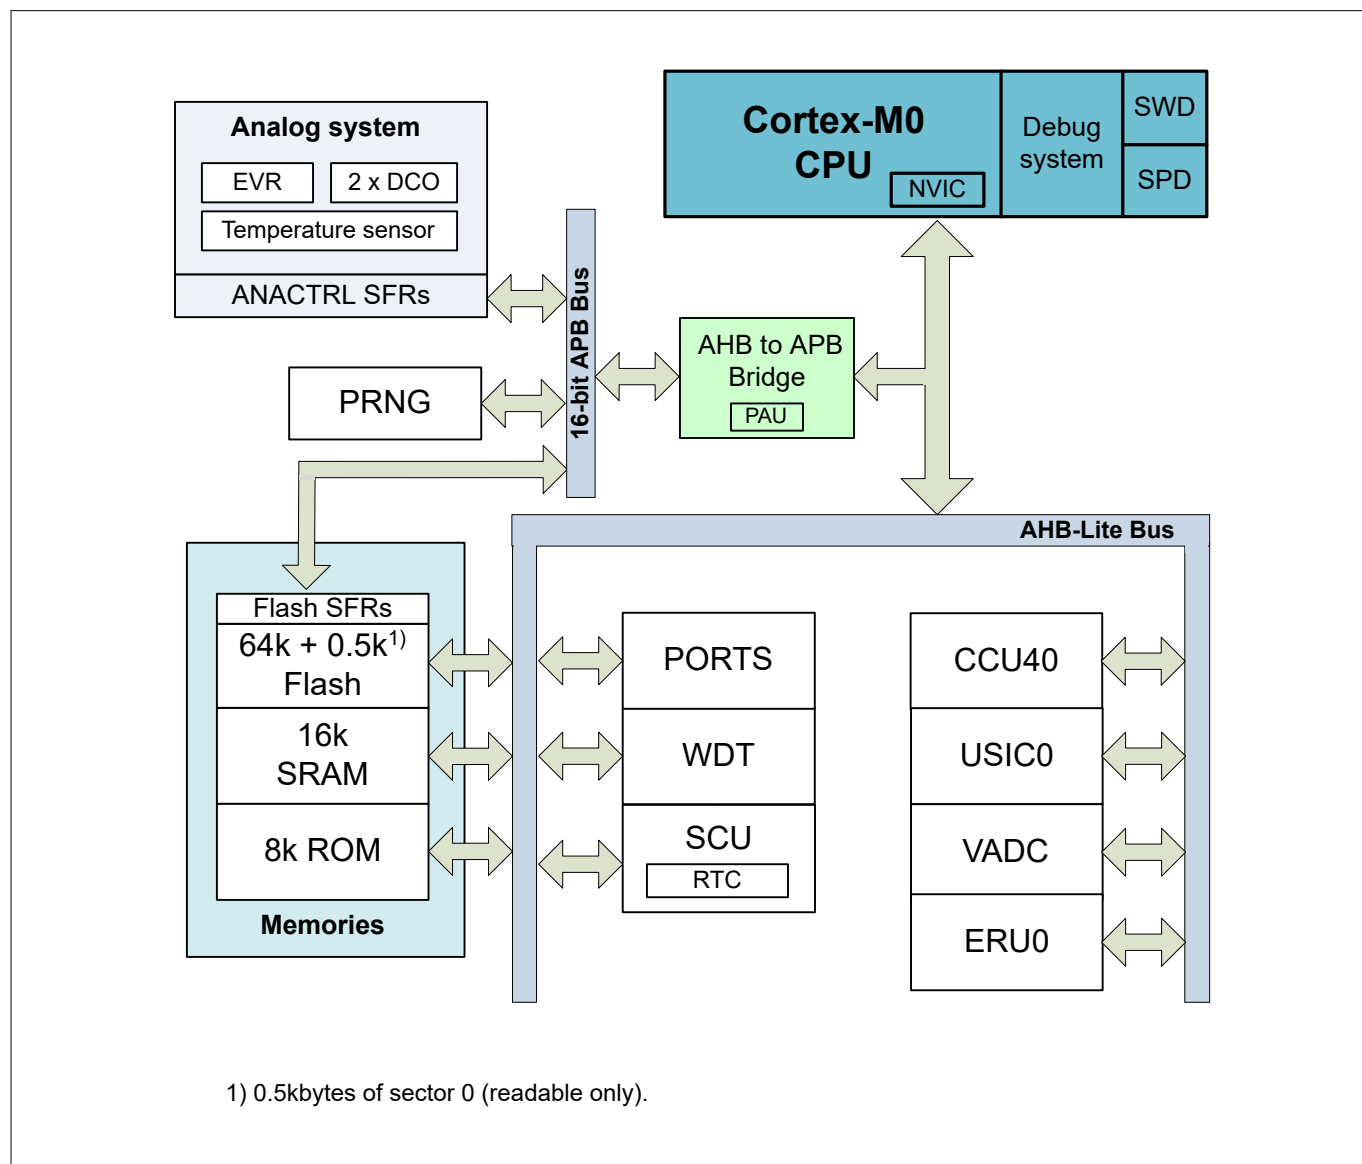 Analog system
EVR
2 x DCO
Temperature sensor
ANACTRL SFRs
Cortex-M0
CPU
NVIC
Debug
system
SWD
SPD
16-bit APB Bus
AHB to APB
Bridge
PAU
PRNG
AHB-Lite Bus
Flash SFRs
64k + 0.5k1)
Flash
16k
SRAM
8k ROM
Memories
PORTS
WDT
SCU
RTC
CCU40
USIC0
VADC
ERU0
1) 0.5kbytes of sector 0 (readable only).